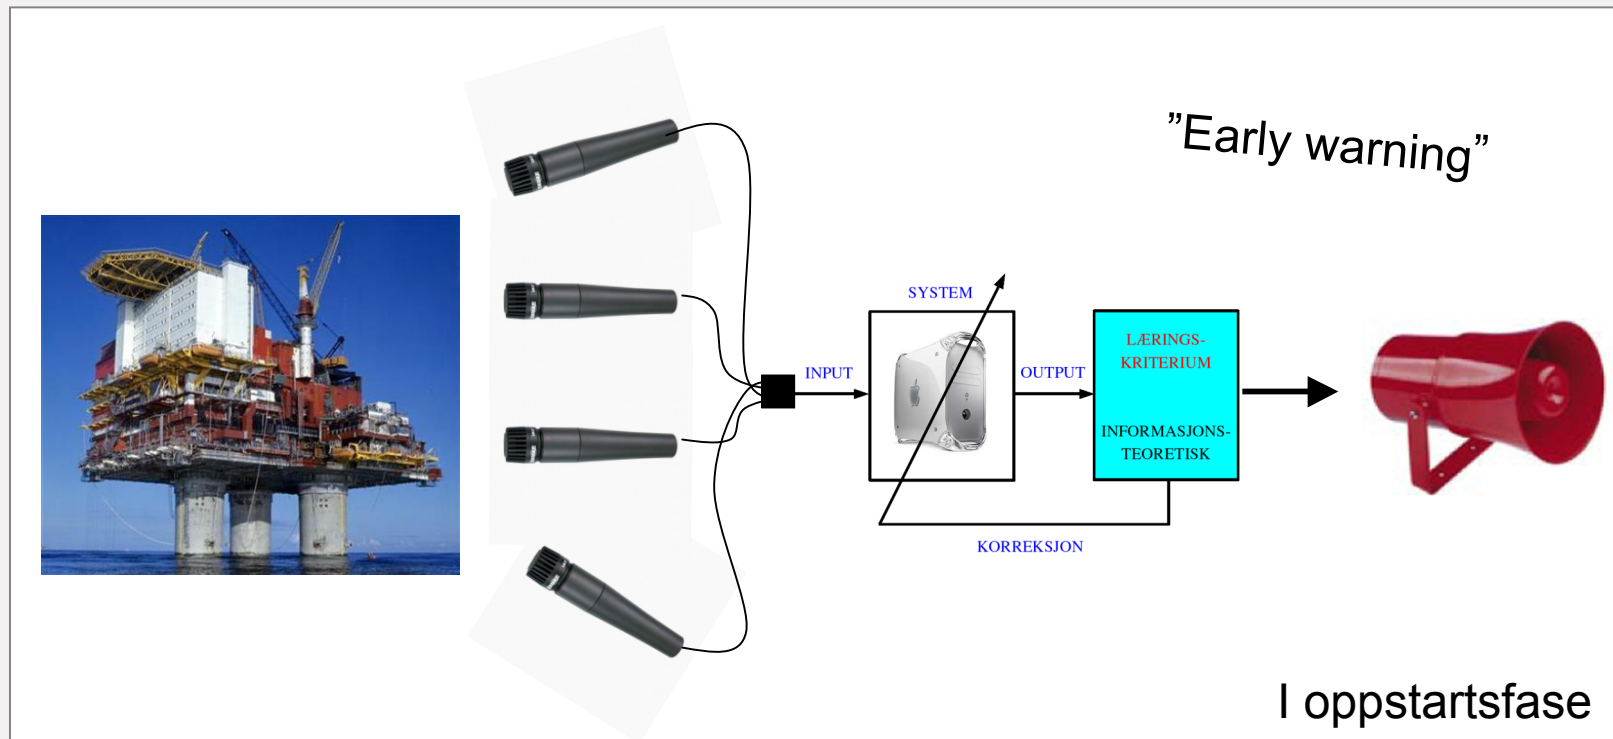 ”Early warning”
SYSTEM
INPUT
OUTPUT
LÆRINGS-
KRITERIUM
INFORMASJONS-
TEORETISK
KORREKSJON
I oppstartsfase